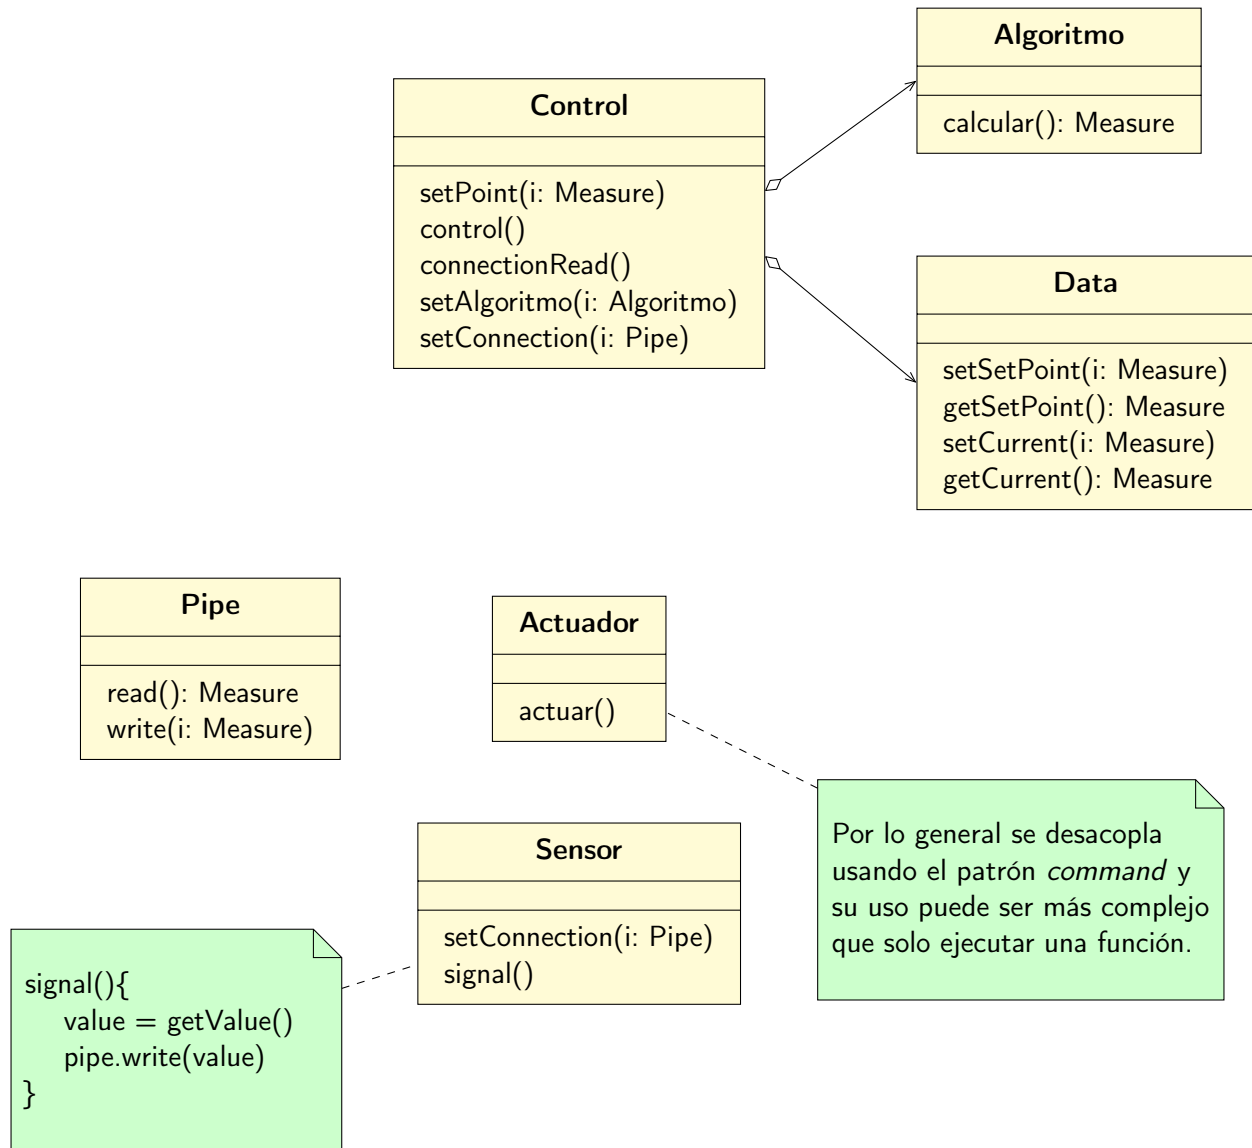 Algoritmo
calcular(): Measure
Control
setPoint(i: Measure)
control()
connectionRead()
setAlgoritmo(i: Algoritmo)
setConnection(i: Pipe)
Data
setSetPoint(i: Measure)
getSetPoint(): Measure
setCurrent(i: Measure)
getCurrent(): Measure
Pipe
read(): Measure
write(i: Measure)
Actuador
actuar()
Por lo general se desacopla
usando el patrón command y
su uso puede ser más complejo
que solo ejecutar una función.
Sensor
setConnection(i: Pipe)
signal()
signal(){
value = getValue()
pipe.write(value)
}